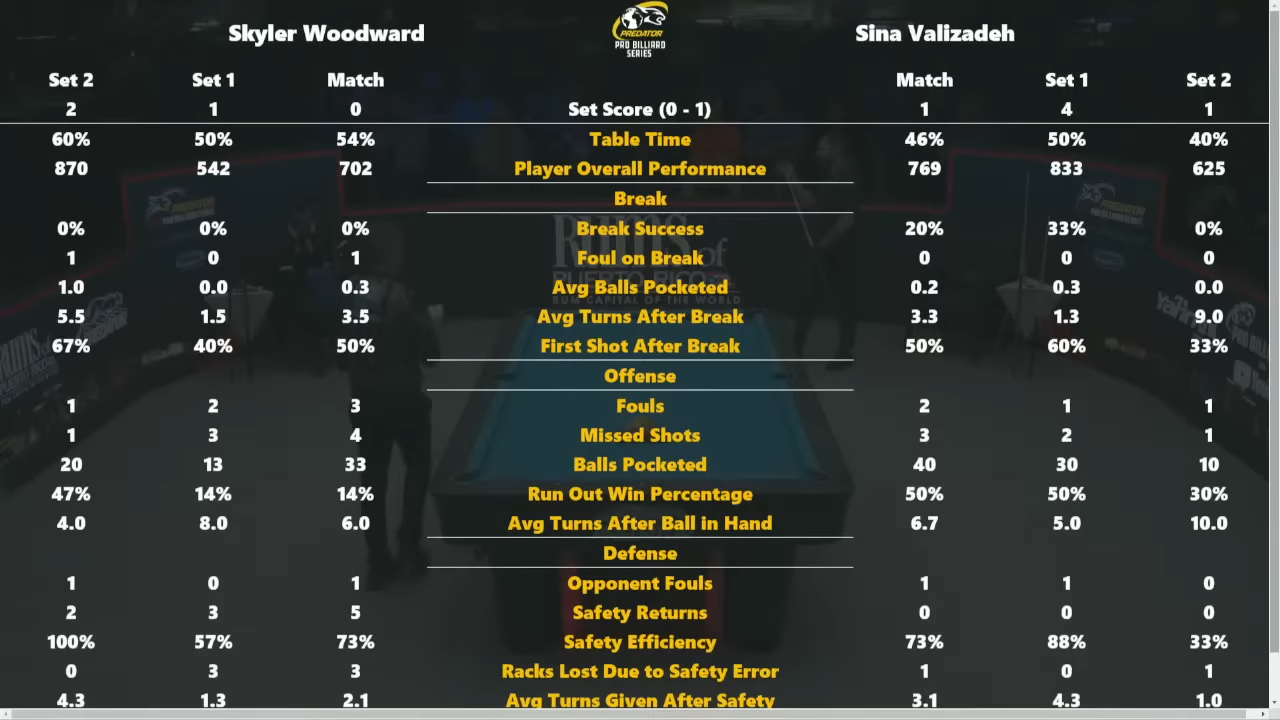 Skyler Woodward PREDATOR PRO BILLIARD SERIES Sina Valizadeh
Set 2 Set 1 Match Match Set 1 Set 2
2 1 0 Set Score (0 - 1) 1 4 1
60% 50% 54% Table Time 46% 50% 40%
870 542 702 Player Overall Performance 769 833 625
Break
0% 0% 0% Break Success 20% 33% 0%
1 0 1 Foul on Break 0 0 0
1.0 0.0 0.3 Avg Balls Pocketed 0.2 0.3 0.0
5.5 1.5 3.5 Avg Turns After Break 3.3 1.3 9.0
67% 40% 50% First Shot After Break 50% 60% 33%
Offense
1 2 3 Fouls 2 1 1
1 3 4 Missed Shots 3 2 1
20 13 33 Balls Pocketed 40 30 10
47% 14% 14% Run Out Win Percentage 50% 50% 30%
4.0 8.0 6.0 Avg Turns After Ball in Hand 6.7 5.0 10.0
Defense
1 0 1 Opponent Fouls 1 1 0
2 3 5 Safety Returns 0 0 0
100% 57% 73% Safety Efficiency 73% 88% 33%
0 3 3 Racks Lost Due to Safety Error 1 0 1
4.3 1.3 2.1 Avg Turns Given After Safety 3.1 4.3 1.0
RUMS of
PUERTO RICO
RUM CAPITAL OF THE WORLD